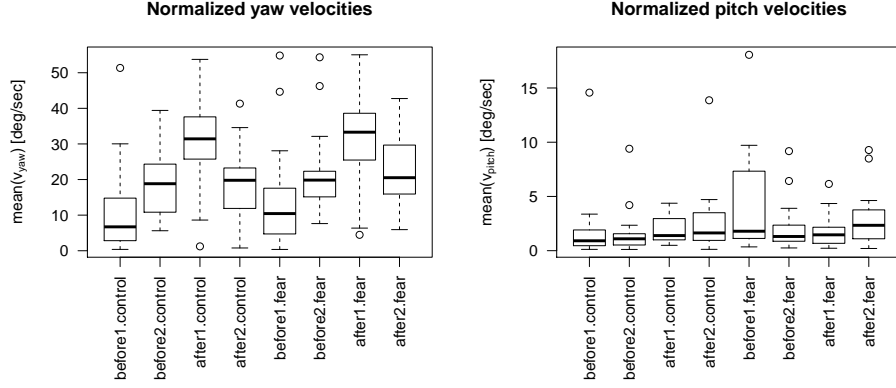 Normalized yaw velocities
mean(v_yaw) [deg/sec]
50
40
30
20
10
0
before1.control
before2.control
after1.control
after2.control
before1.fear
before2.fear
after1.fear
after2.fear
Normalized pitch velocities
mean(v_pitch) [deg/sec]
15
10
5
0
before1.control
before2.control
after1.control
after2.control
before1.fear
before2.fear
after1.fear
after2.fear